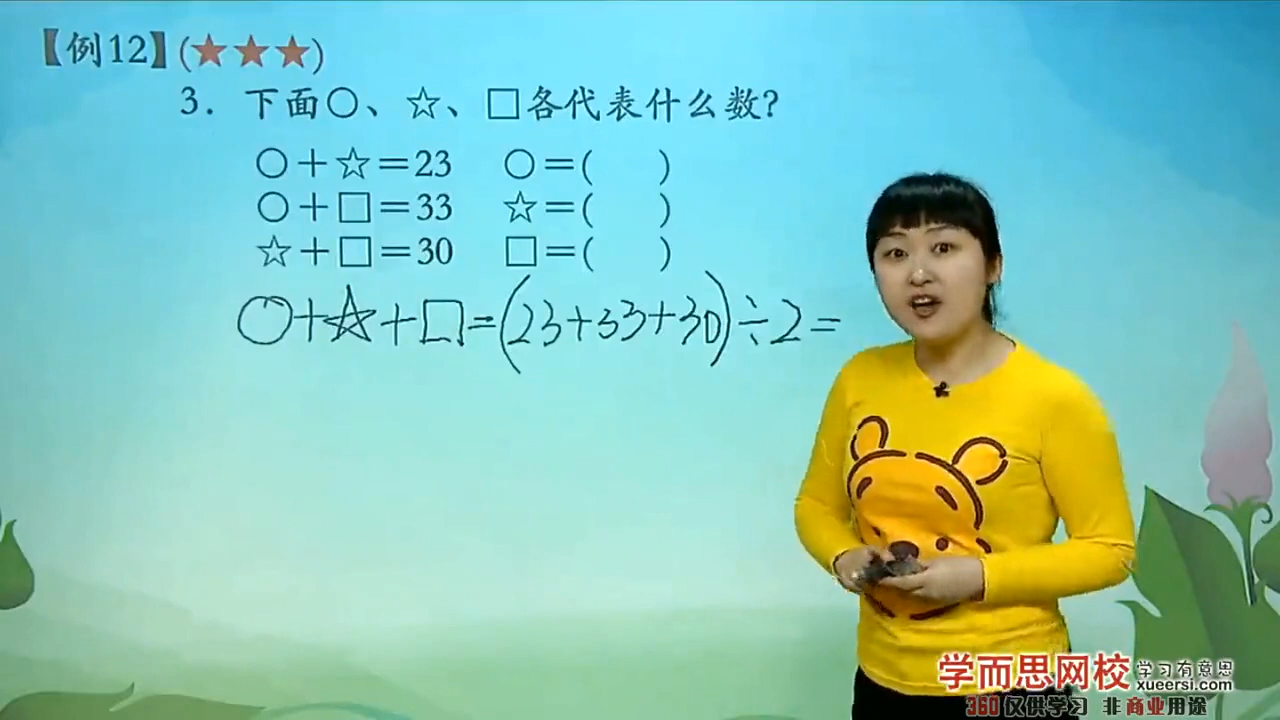 【例12】(★★★)
3. 下面○、☆、□各代表什么数?
○+☆=23 ○=( )
○+□=33 ☆=( )
☆+□=30 □=( )
○+☆+□=(23+33+30)÷2=
学而思网校 学习有意思
xueersi.com
360 仅供学习 非商业用途